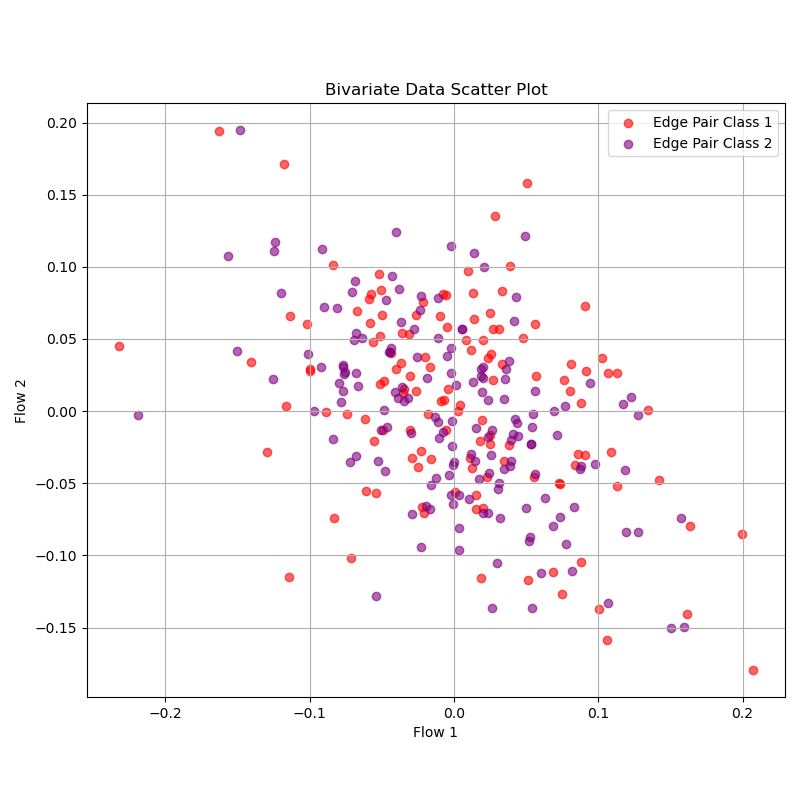 Bivariate Data Scatter Plot
Edge Pair Class 1
Edge Pair Class 2
0.20
0.15
0.10
0.05
0.00
−0.05
−0.10
−0.15
Flow 2
−0.2
−0.1
0.0
0.1
0.2
Flow 1